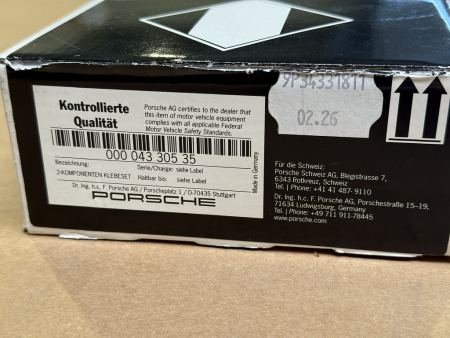 Kontrollierte
Qualität
Porsche AG certifies to the dealer that
this item of motor vehicle equipment
complies with all applicable Federal
Motor Vehicle Safety Standards.
000 043 305 35
Bezeichnung: Serie/Charge: siehe Label
2-KOMPONENTEN KLEBESET Haltbar bis: siehe Label
Dr. Ing. h.c. F. Porsche AG / Porscheplatz 1 / D-70435 Stuttgart
PORSCHE
Made in Germany
9P34331811
02.26
Für die Schweiz:
Porsche Schweiz AG, Blegistrasse 7,
6343 Rotkreuz, Schweiz
Tel. | Phone: +41 41 487- 9110
Dr. Ing. h.c. F. Porsche AG, Porschestraße 15–19,
71634 Ludwigsburg, Germany
Tel. | Phone: +49 711 911-78445
www.porsche.com